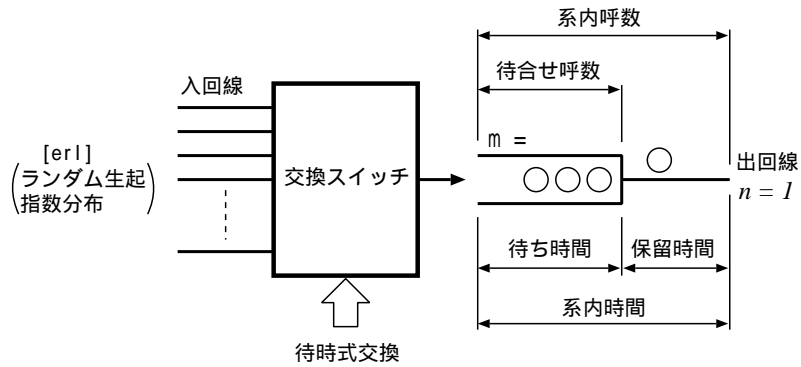 系内呼数
待合せ呼数
入回線
m =
[erl]
ランダム生起
指数分布
交換スイッチ
出回線
n = 1
待ち時間
保留時間
系内時間
待時式交換